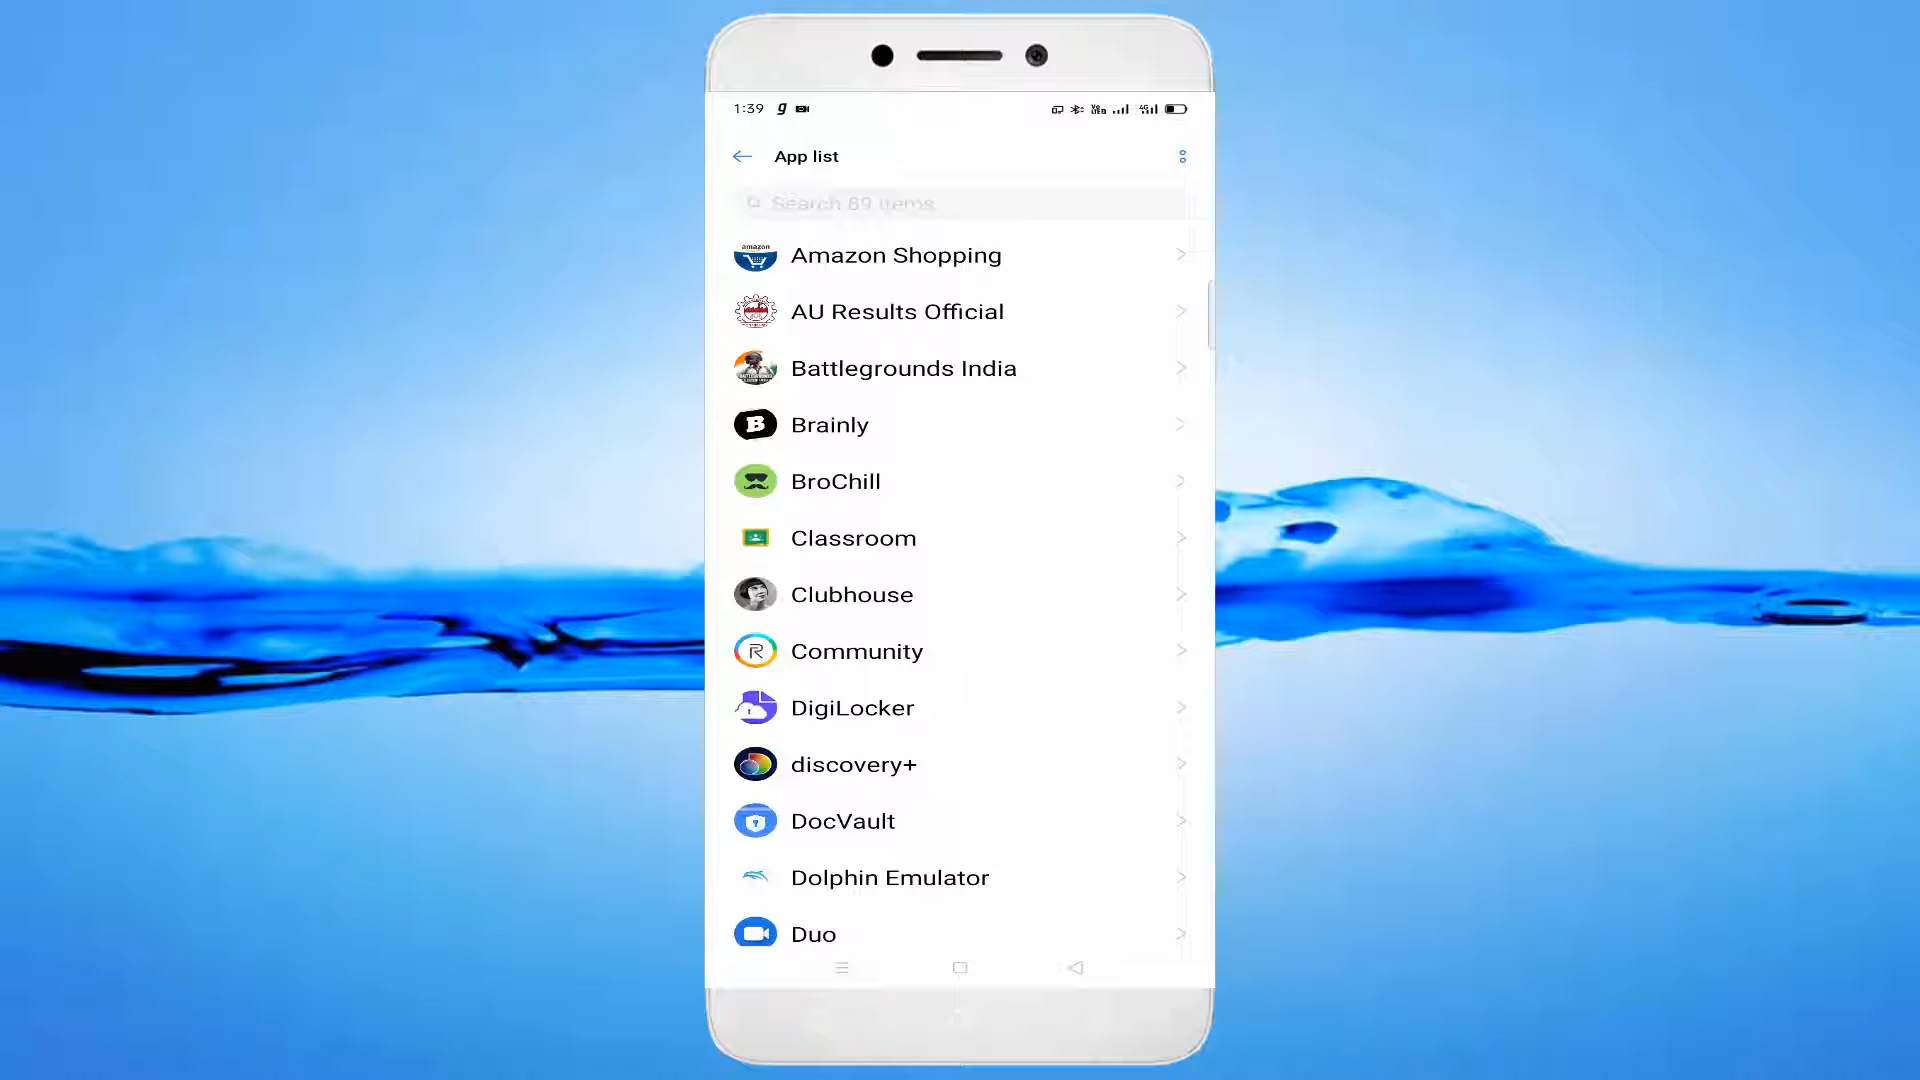 1:39
App list
Search 89 items
amazon
Amazon Shopping
AU Results Official
Battlegrounds India
B
Brainly
BroChill
Classroom
Clubhouse
R
Community
DigiLocker
discovery+
DocVault
Dolphin Emulator
Duo